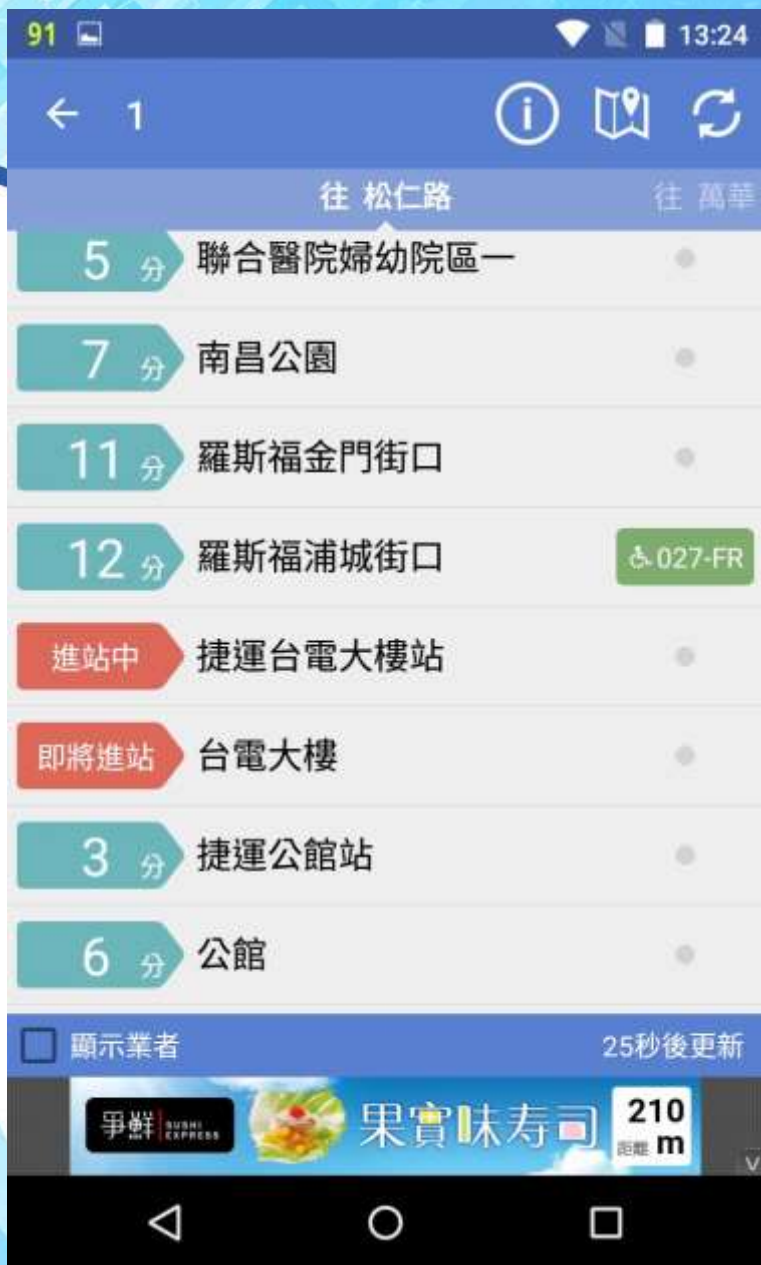 91 13:24
1
往 松仁路 往 萬華
5 分 聯合醫院婦幼院區一
7 分 南昌公園
11 分 羅斯福金門街口
12 分 羅斯福浦城街口 027-FR
進站中 捷運台電大樓站
即將進站 台電大樓
3 分 捷運公館站
6 分 公館
顯示業者 25秒後更新
爭鮮 SUSHI EXPRESS 果實味寿司 210
距離 m